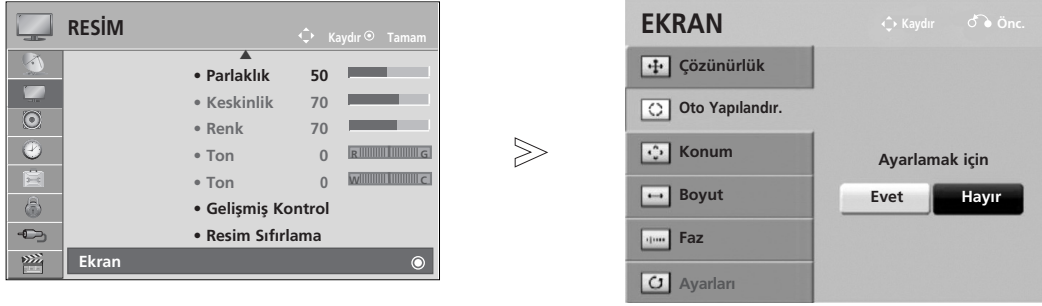 RESİM
Kaydır Tamam
• Parlaklık 50
• Keskinlik 70
• Renk 70
• Ton 0 R G
• Ton 0 W C
• Gelişmiş Kontrol
• Resim Sıfırlama
Ekran
EKRAN
Kaydır Önc.
Çözünürlük
Oto Yapılandır.
Konum
Boyut
Faz
Ayarları
Ayarlamak için
Evet Hayır